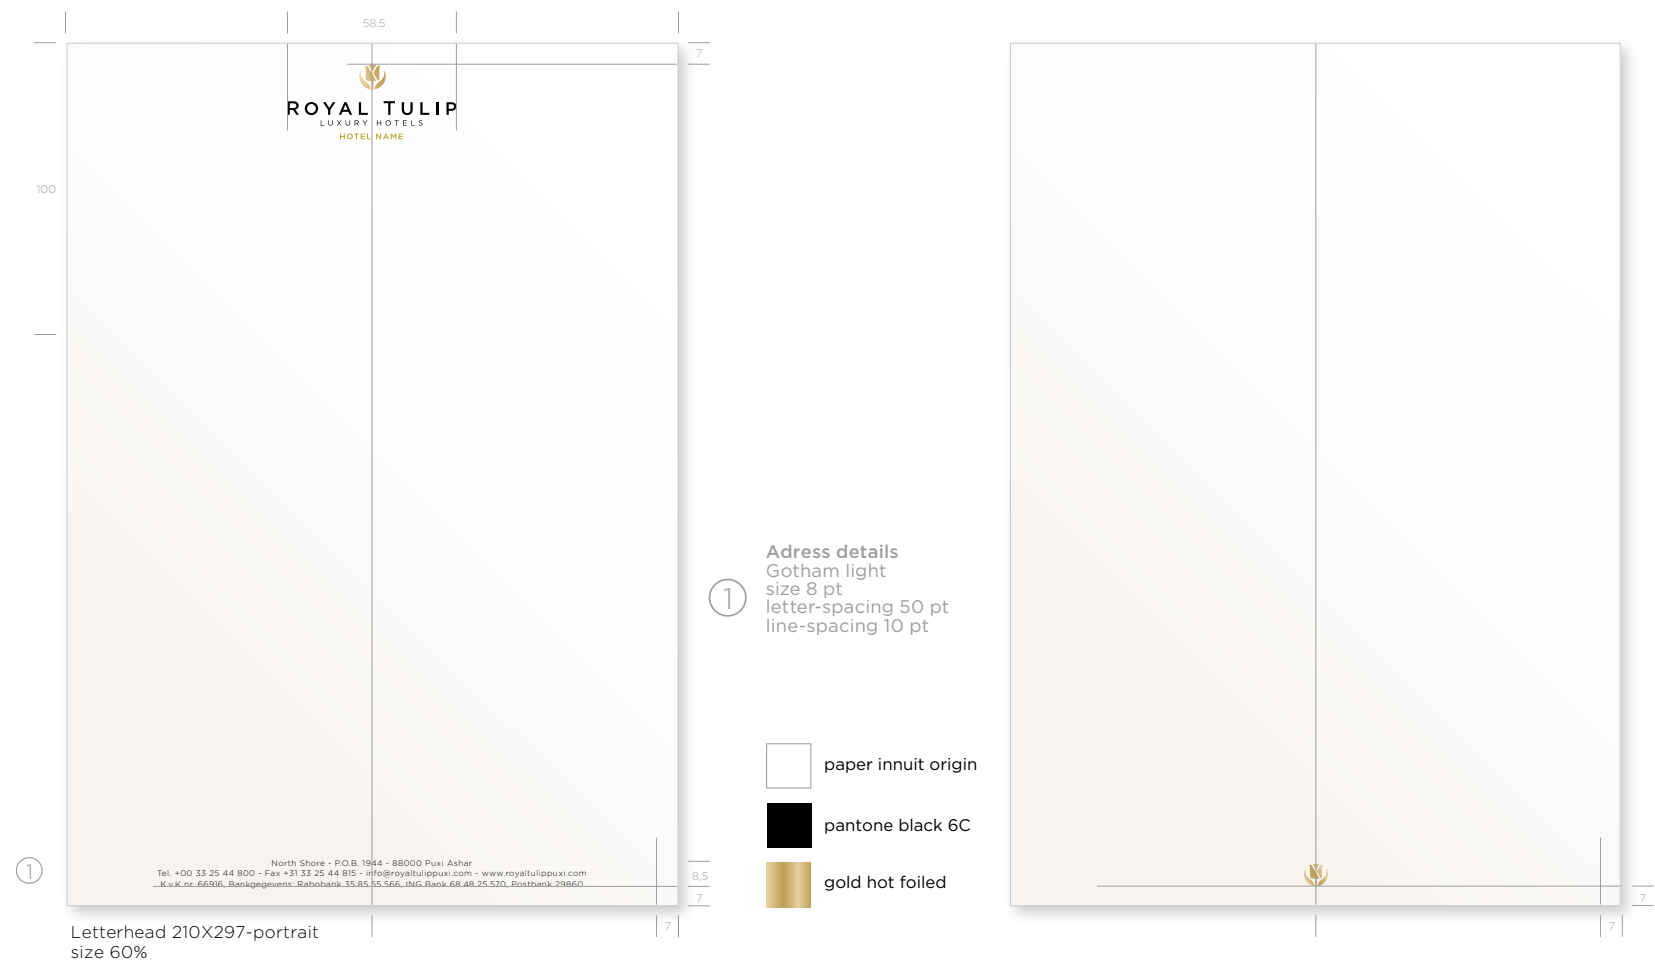 58,5
7
ROYAL TULIP
LUXURY HOTELS
HOTEL NAME
100
Adress details
Gotham light
size 8 pt
letter-spacing 50 pt
line-spacing 10 pt
1
paper innuit origin
pantone black 6C
gold hot foiled
1
North Shore - P.O.B. 1944 - 88000 Puxi Ashar
Tel. +00 33 25 44 800 - Fax +31 33 25 44 815 - info@royaltulippuxi.com - www.royaltulippuxi.com
K.v.K nr. 66916, Bankgegevens: Rabobank 35 85 55 566, ING Bank 68 48 25 570, Postbank 29860
8,5
7
7
7
7
Letterhead 210X297-portrait
size 60%